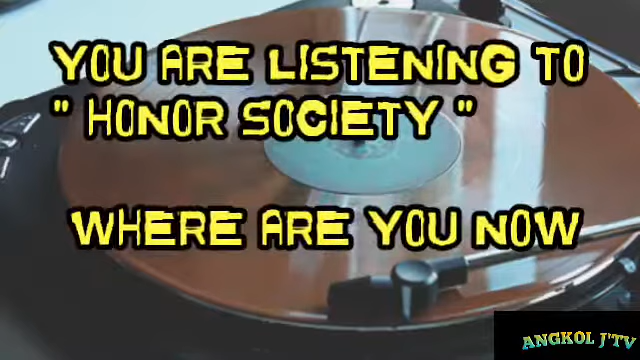 YOU ARE LISTENING TO
" HONOR SOCIETY "
WHERE ARE YOU NOW
ANGKOL J'TV